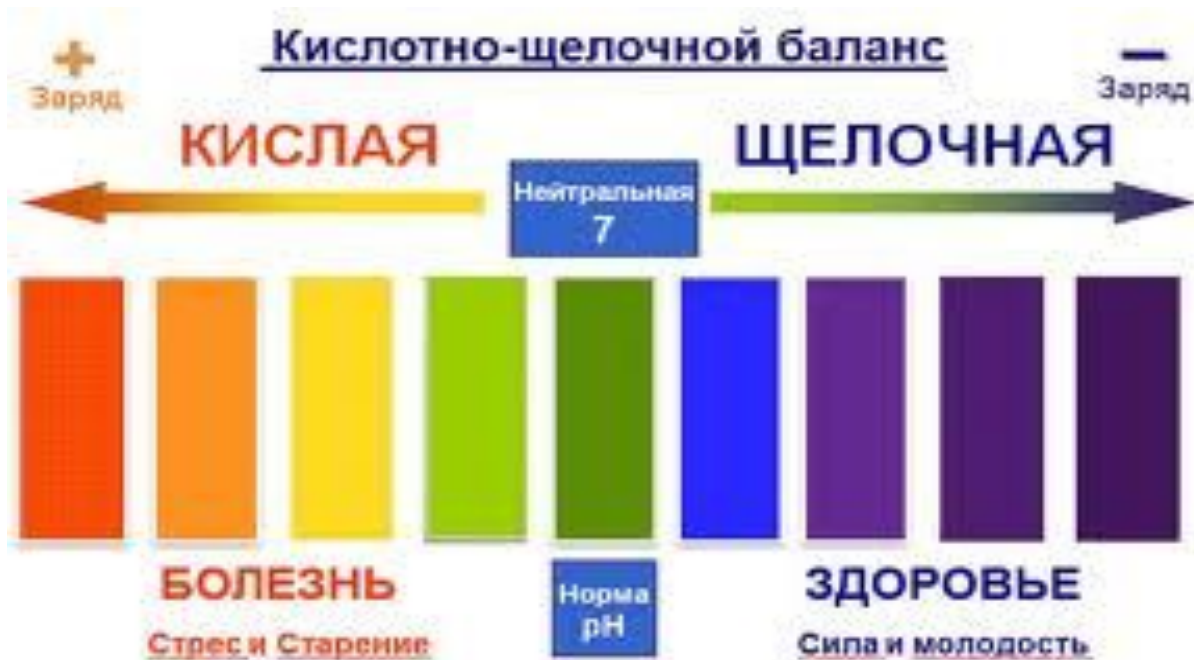 Кислотно-щелочной баланс
+
Заряд
–
Заряд
КИСЛАЯ
Нейтральная
7
ЩЕЛОЧНАЯ
БОЛЕЗНЬ
Стрес и Старение
Норма
pH
ЗДОРОВЬЕ
Сила и молодость